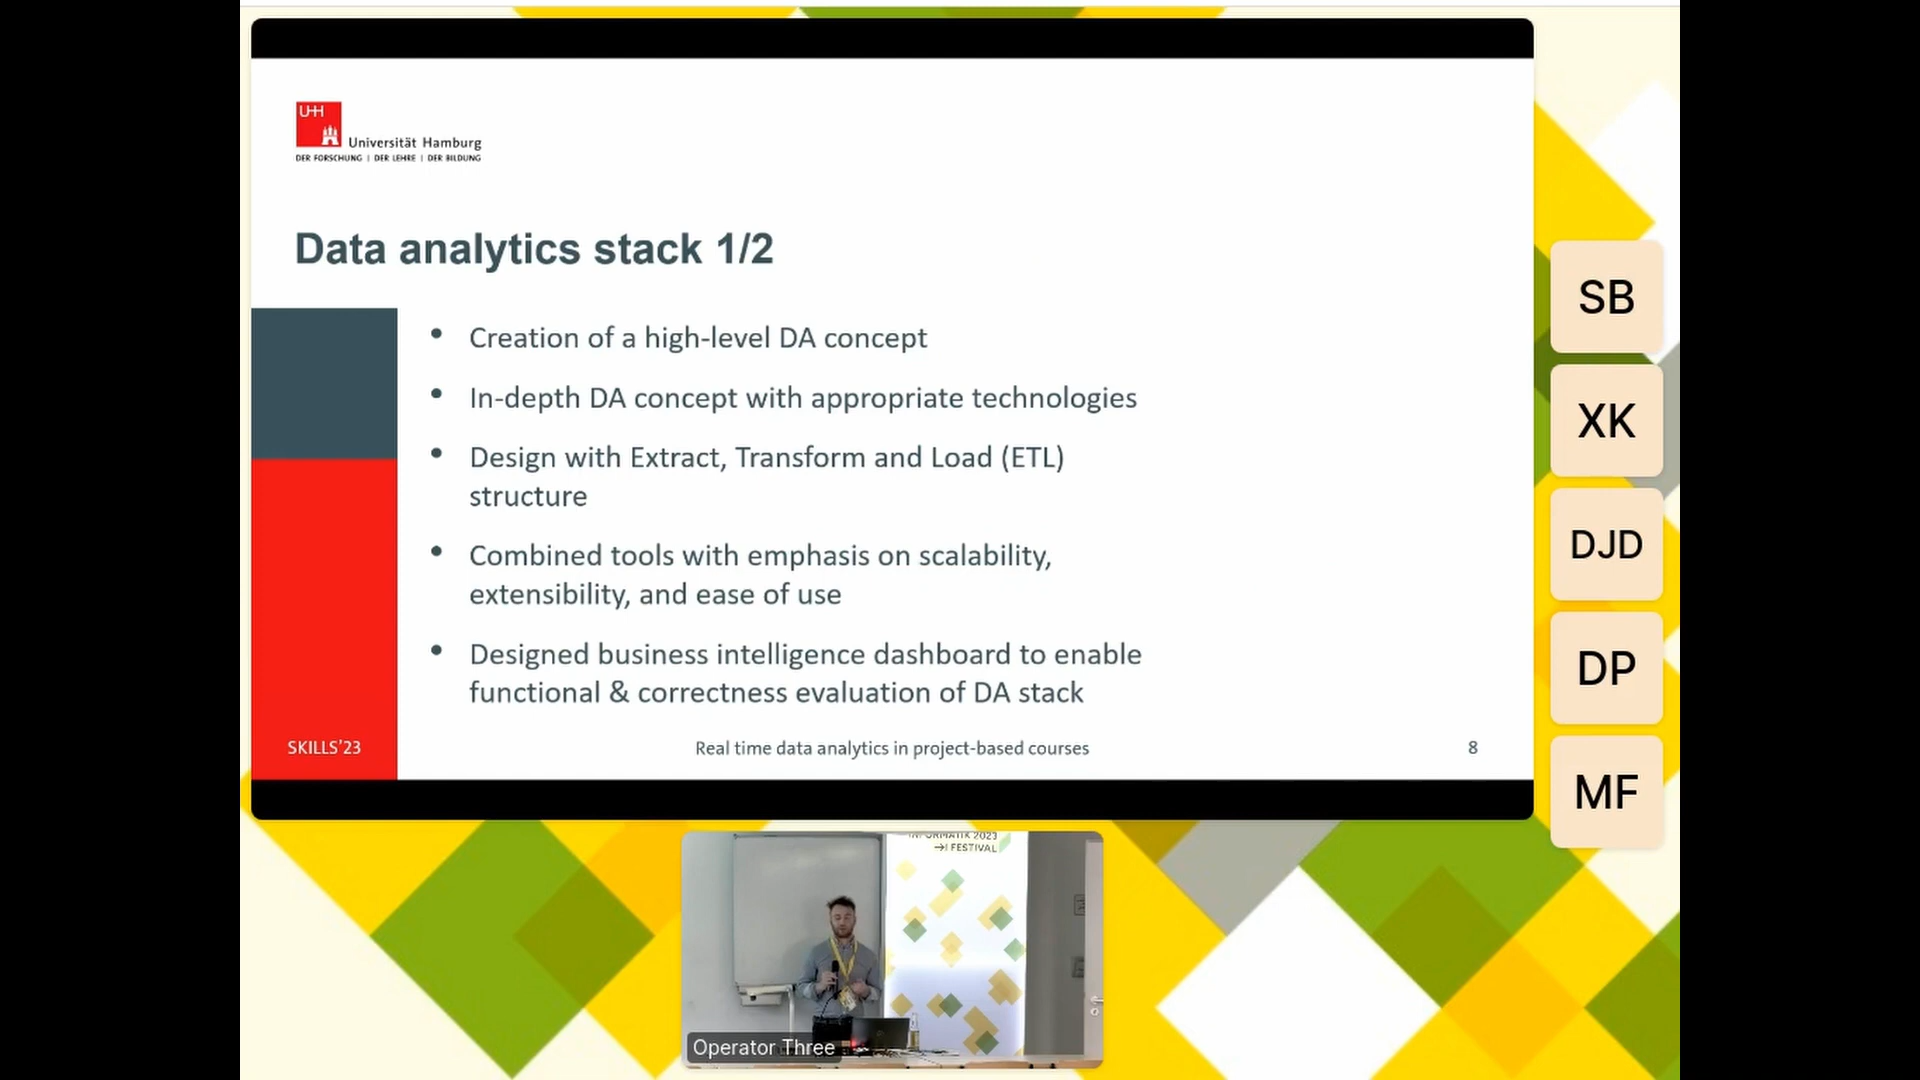 UHH
Universität Hamburg
DER FORSCHUNG | DER LEHRE | DER BILDUNG
Data analytics stack 1/2
• Creation of a high-level DA concept
• In-depth DA concept with appropriate technologies
• Design with Extract, Transform and Load (ETL)
structure
• Combined tools with emphasis on scalability,
extensibility, and ease of use
• Designed business intelligence dashboard to enable
functional & correctness evaluation of DA stack
SKILLS'23
Real time data analytics in project-based courses
8
SB
XK
DJD
DP
MF
INFORMATIK 2023
FESTIVAL
Operator Three